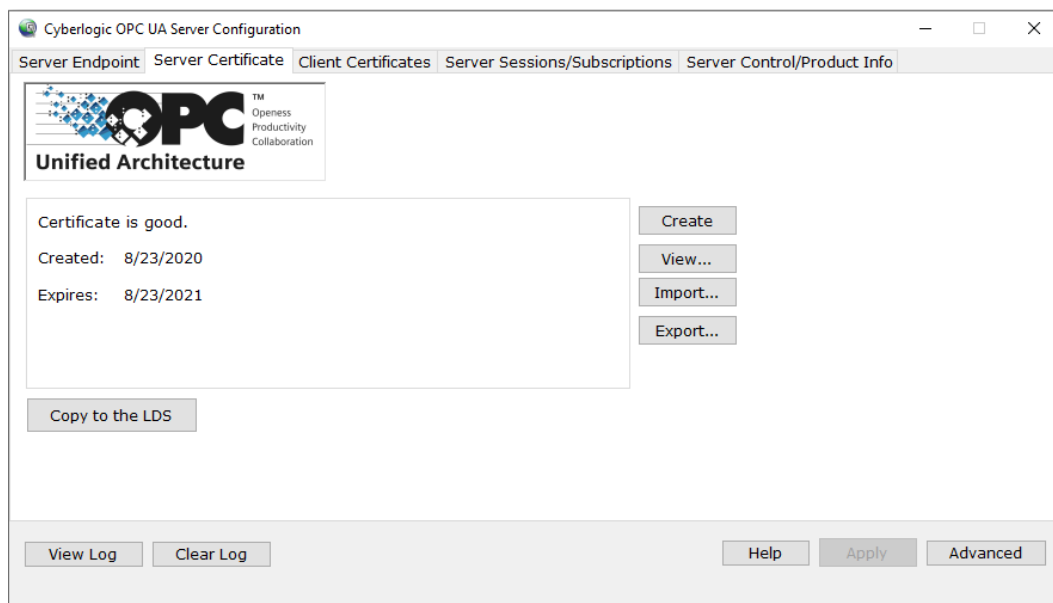 Cyberlogic OPC UA Server Configuration
Server Endpoint Server Certificate Client Certificates Server Sessions/Subscriptions Server Control/Product Info
OPC TM
Openess
Productivity
Collaboration
Unified Architecture
Certificate is good.
Created: 8/23/2020
Expires: 8/23/2021
Create
View...
Import...
Export...
Copy to the LDS
View Log Clear Log Help Apply Advanced